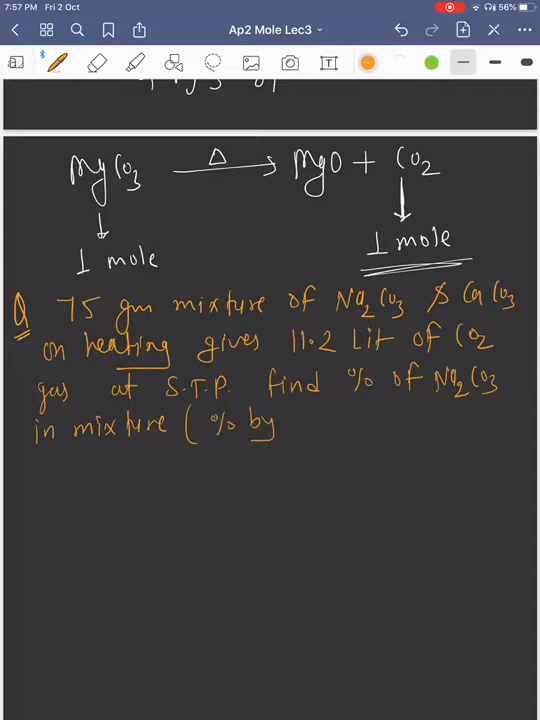 7:57 PM Fri 2 Oct
56%
Ap2 Mole Lec3
T
MgCO3 Δ MgO + CO2
1 mole
1 mole
Q 75 gm mixture of Na2CO3 & CaCO3
on heating gives 11.2 Lit of CO2
gas at S.T.P. find % of Na2CO3
in mixture ( % by